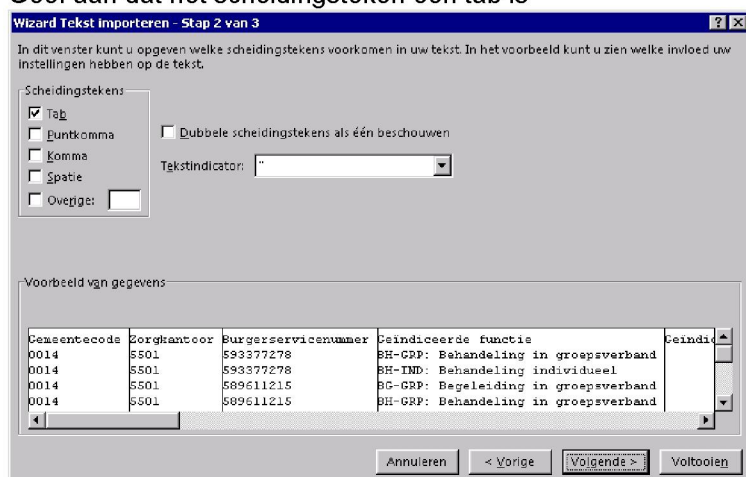 Geef aan dat het scheidingsteken een tab is
Wizard Tekst importeren - Stap 2 van 3
In dit venster kunt u opgeven welke scheidingstekens voorkomen in uw tekst. In het voorbeeld kunt u zien welke invloed uw
instellingen hebben op de tekst.
Scheidingstekens
Tab
Puntkomma
Komma
Spatie
Overige:
Dubbele scheidingstekens als één beschouwen
Tekstindicator: "
Voorbeeld van gegevens
Gemeentecode Zorgkantoor Burgerservicenummer Geïndiceerde functie Geïndic
0014 5501 593377278 BH-GRP: Behandeling in groepsverband
0014 5501 593377278 BH-IND: Behandeling individueel
0014 5501 589611215 BG-GRP: Begeleiding in groepsverband
0014 5501 589611215 BH-GRP: Behandeling in groepsverband
Annuleren < Vorige Volgende > Voltooien